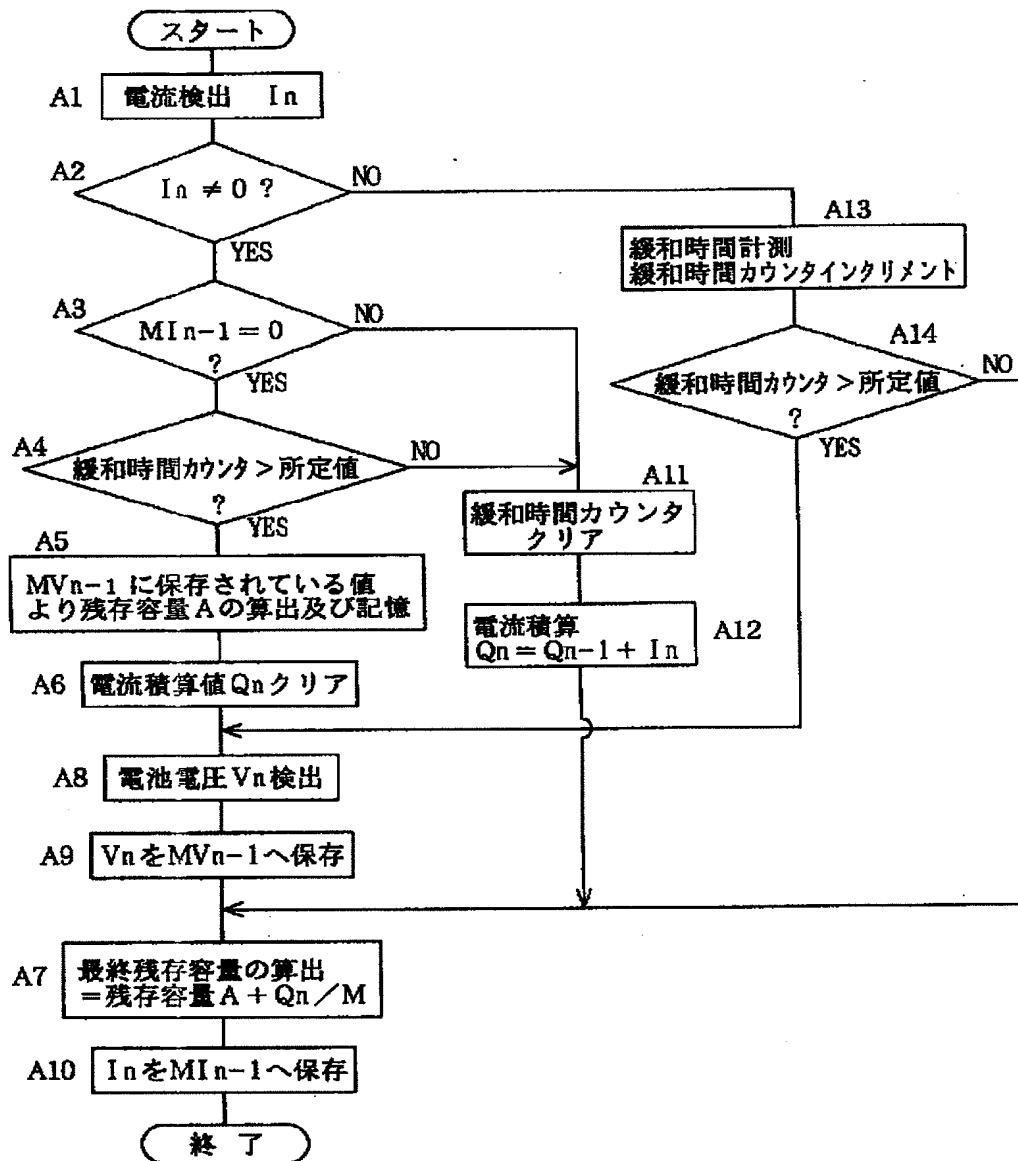 スタート
A1
電流検出 In
A2
In ≠ 0 ?
NO
YES
A3
MIn-1 = 0
?
NO
YES
A4
緩和時間カウンタ > 所定値
?
NO
YES
A5
MVn-1 に保存されている値
より残存容量Aの算出及び記憶
A6
電流積算値Qnクリア
A8
電池電圧Vn検出
A9
VnをMVn-1へ保存
A7
最終残存容量の算出
=残存容量A + Qn/M
A10
InをMIn-1へ保存
終了
A11
緩和時間カウンタ
クリア
A12
電流積算
Qn = Qn-1 + In
A13
緩和時間計測
緩和時間カウンタインクリメント
A14
緩和時間カウンタ > 所定値
?
NO
YES